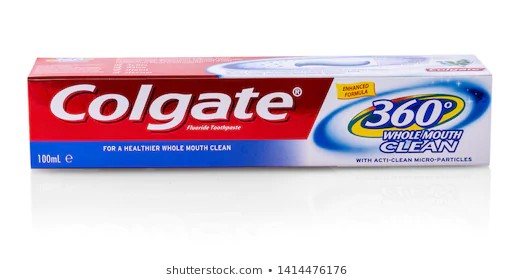 Colgate®
Fluoride Toothpaste
FOR A HEALTHIER WHOLE MOUTH CLEAN
100mL e
ENHANCED
FORMULA
360°
WHOLE MOUTH
CLEAN
WITH ACTI-CLEAN MICRO-PARTICLES
Colgate
shutterstock.com • 1414476176